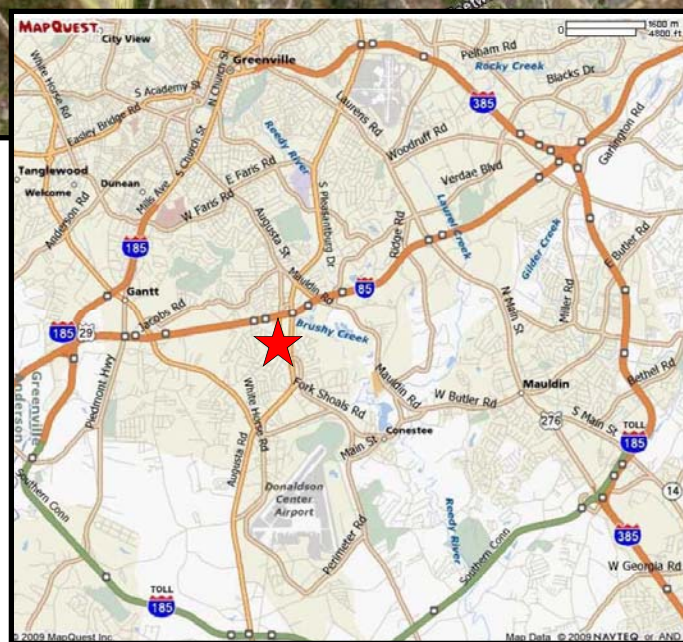 MAPQUEST.
City View
Greenville
1600 m
0
4800 ft
Pelham Rd
Rocky Creek
Blacks Dr
White Horse Rd
S Academy St
N Church St
Easley Bridge Rd
S Church St
Laurens Rd
385
Garlington Rd
Woodruff Rd
Reedy River
Verdae Blvd
Tanglewood
Welcome
Dunean
Mills Ave
E Faris Rd
W Faris Rd
S Pleasantburg Dr
Anderson Rd
Augusta St
Ridge Rd
Laurel Creek
Gilder Creek
E Butler Rd
185
Mauldin Rd
85
Miller Rd
N Main St
Gantt
Jacobs Rd
185
29
Brushy Creek
Piedmont Hwy
Greenville
Anderson
White Horse Rd
Fork Shoals Rd
Mauldin Rd
W Butler Rd
Mauldin
Bethel Rd
276
S Main St
TOLL
185
Augusta Rd
Main St
Conestee
Donaldson
Center
Airport
14
Southern Conn
Perimeter Rd
Reedy River
Southern Conn
385
W Georgia Rd
TOLL
185
© 2009 MapQuest Inc.
Map Data © 2009 NAVTEQ or AND